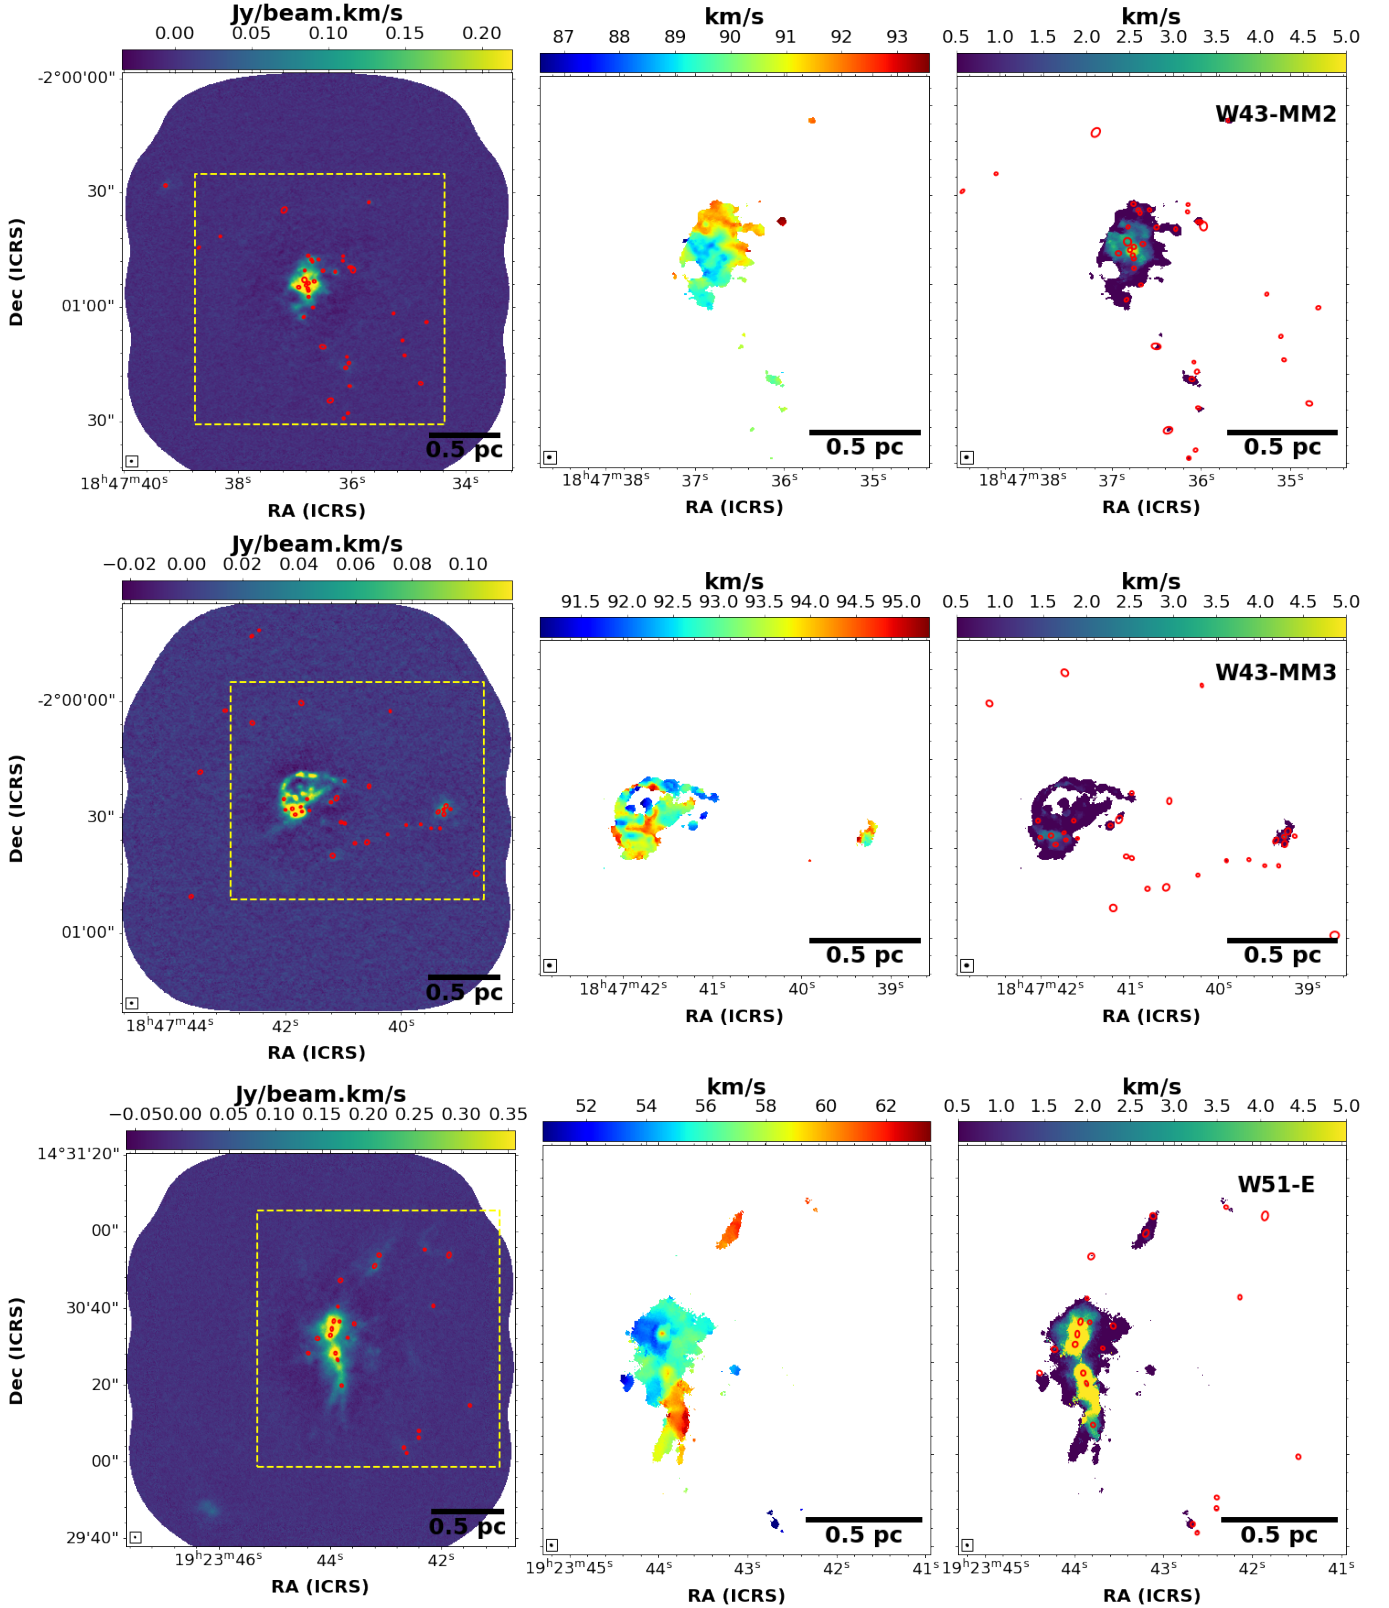 Jy/beam.km/s
0.00 0.05 0.10 0.15 0.20
km/s
87 88 89 90 91 92 93
km/s
0.5 1.0 1.5 2.0 2.5 3.0 3.5 4.0 4.5 5.0
-2°00'00"
30"
01'00"
30"
Dec (ICRS)
0.5 pc
18ʰ47ᵐ40ˢ 38ˢ 36ˢ 34ˢ
RA (ICRS)
0.5 pc
18ʰ47ᵐ38ˢ 37ˢ 36ˢ 35ˢ
RA (ICRS)
W43-MM2
0.5 pc
18ʰ47ᵐ38ˢ 37ˢ 36ˢ 35ˢ
RA (ICRS)
Jy/beam.km/s
−0.02 0.00 0.02 0.04 0.06 0.08 0.10
km/s
91.5 92.0 92.5 93.0 93.5 94.0 94.5 95.0
km/s
0.5 1.0 1.5 2.0 2.5 3.0 3.5 4.0 4.5 5.0
-2°00'00"
30"
01'00"
Dec (ICRS)
0.5 pc
18ʰ47ᵐ44ˢ 42ˢ 40ˢ
RA (ICRS)
0.5 pc
18ʰ47ᵐ42ˢ 41ˢ 40ˢ 39ˢ
RA (ICRS)
W43-MM3
0.5 pc
18ʰ47ᵐ42ˢ 41ˢ 40ˢ 39ˢ
RA (ICRS)
Jy/beam.km/s
−0.05 0.00 0.05 0.10 0.15 0.20 0.25 0.30 0.35
km/s
52 54 56 58 60 62
km/s
0.5 1.0 1.5 2.0 2.5 3.0 3.5 4.0 4.5 5.0
14°31'20"
00"
30'40"
20"
00"
29'40"
Dec (ICRS)
0.5 pc
19ʰ23ᵐ46ˢ 44ˢ 42ˢ
RA (ICRS)
0.5 pc
19ʰ23ᵐ45ˢ 44ˢ 43ˢ 42ˢ 41ˢ
RA (ICRS)
W51-E
0.5 pc
19ʰ23ᵐ45ˢ 44ˢ 43ˢ 42ˢ 41ˢ
RA (ICRS)